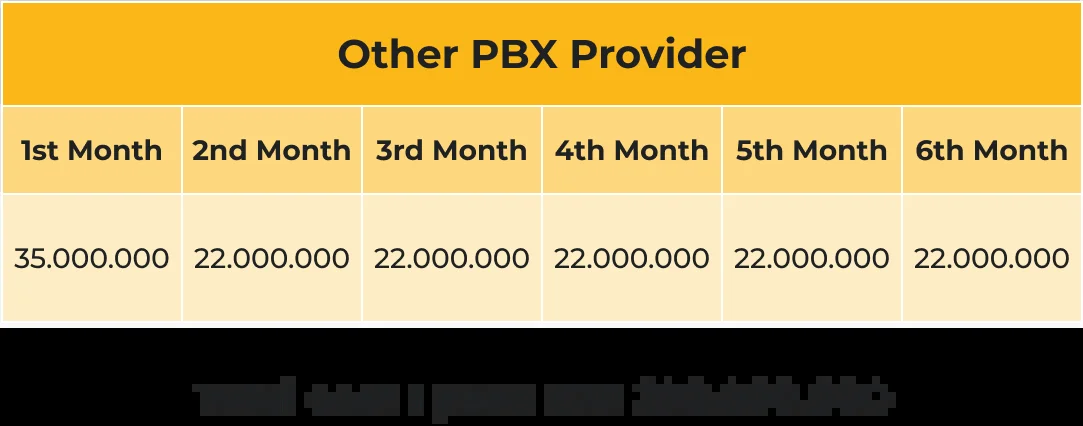 Other PBX Provider
1st Month 2nd Month 3rd Month 4th Month 5th Month 6th Month
35.000.000 22.000.000 22.000.000 22.000.000 22.000.000 22.000.000